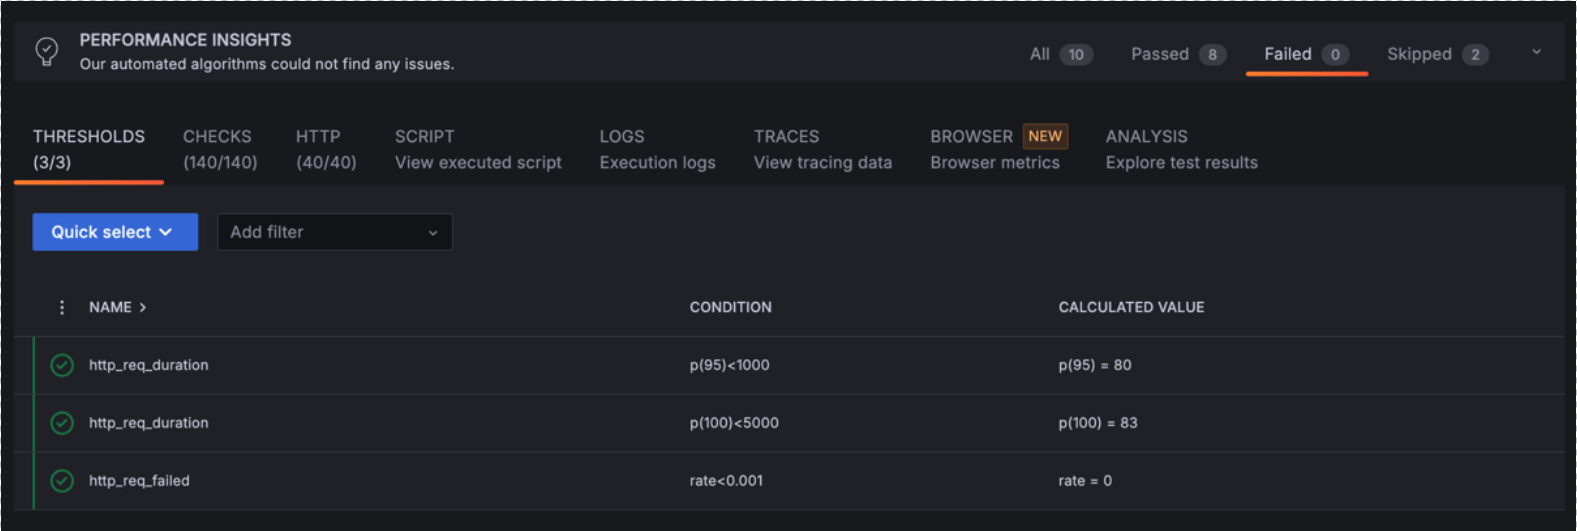 PERFORMANCE INSIGHTS
Our automated algorithms could not find any issues.
All 10 Passed 8 Failed 0 Skipped 2
THRESHOLDS CHECKS HTTP SCRIPT LOGS TRACES BROWSER NEW ANALYSIS
(3/3) (140/140) (40/40) View executed script Execution logs View tracing data Browser metrics Explore test results
Quick select Add filter
NAME > CONDITION CALCULATED VALUE
http_req_duration p(95)<1000 p(95) = 80
http_req_duration p(100)<5000 p(100) = 83
http_req_failed rate<0.001 rate = 0